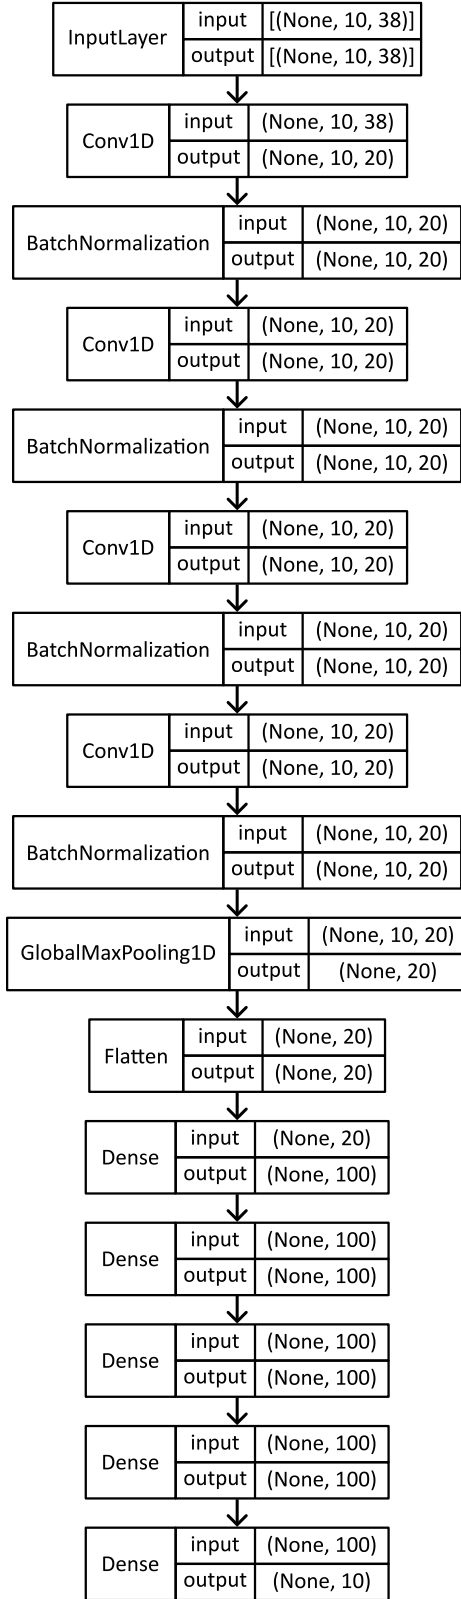 InputLayer
input [(None, 10, 38)]
output [(None, 10, 38)]
Conv1D
input (None, 10, 38)
output (None, 10, 20)
BatchNormalization
input (None, 10, 20)
output (None, 10, 20)
Conv1D
input (None, 10, 20)
output (None, 10, 20)
BatchNormalization
input (None, 10, 20)
output (None, 10, 20)
Conv1D
input (None, 10, 20)
output (None, 10, 20)
BatchNormalization
input (None, 10, 20)
output (None, 10, 20)
Conv1D
input (None, 10, 20)
output (None, 10, 20)
BatchNormalization
input (None, 10, 20)
output (None, 10, 20)
GlobalMaxPooling1D
input (None, 10, 20)
output (None, 20)
Flatten
input (None, 20)
output (None, 20)
Dense
input (None, 20)
output (None, 100)
Dense
input (None, 100)
output (None, 100)
Dense
input (None, 100)
output (None, 100)
Dense
input (None, 100)
output (None, 100)
Dense
input (None, 100)
output (None, 10)